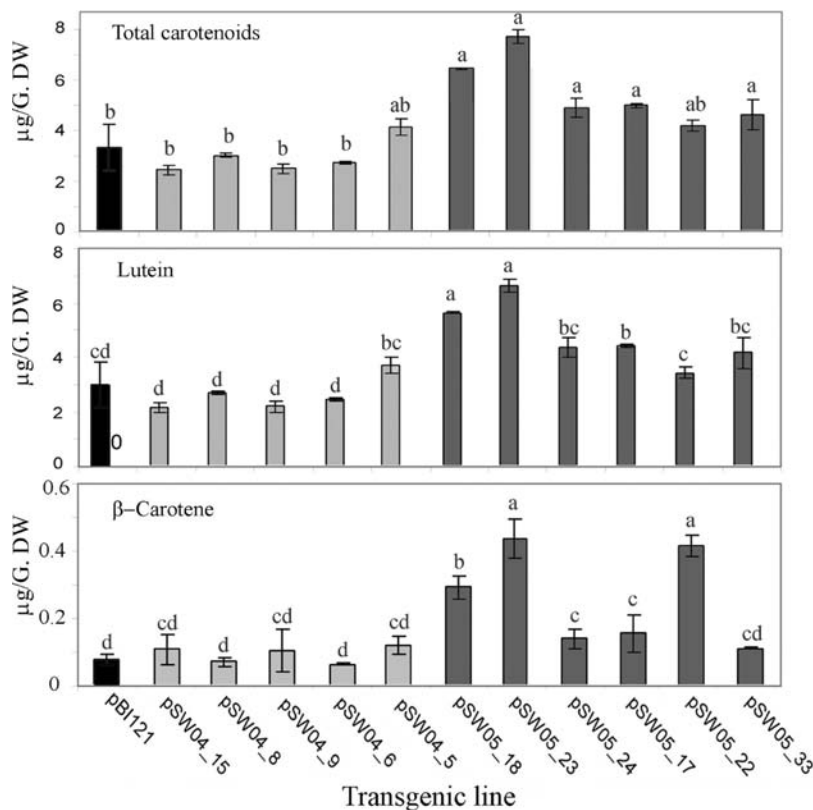 Total carotenoids
µg/G. DW
8
6
4
2
0
b
b
b
b
b
ab
a
a
a
a
ab
a
Lutein
µg/G. DW
8
6
4
2
0
cd
0
d
d
d
d
bc
a
a
bc
b
c
bc
β–Carotene
µg/G. DW
0.6
0.4
0.2
0
d
cd
d
cd
d
cd
b
a
c
c
a
cd
pBI121
pSW04_15
pSW04_8
pSW04_9
pSW04_6
pSW04_5
pSW05_18
pSW05_23
pSW05_24
pSW05_17
pSW05_22
pSW05_33
Transgenic line